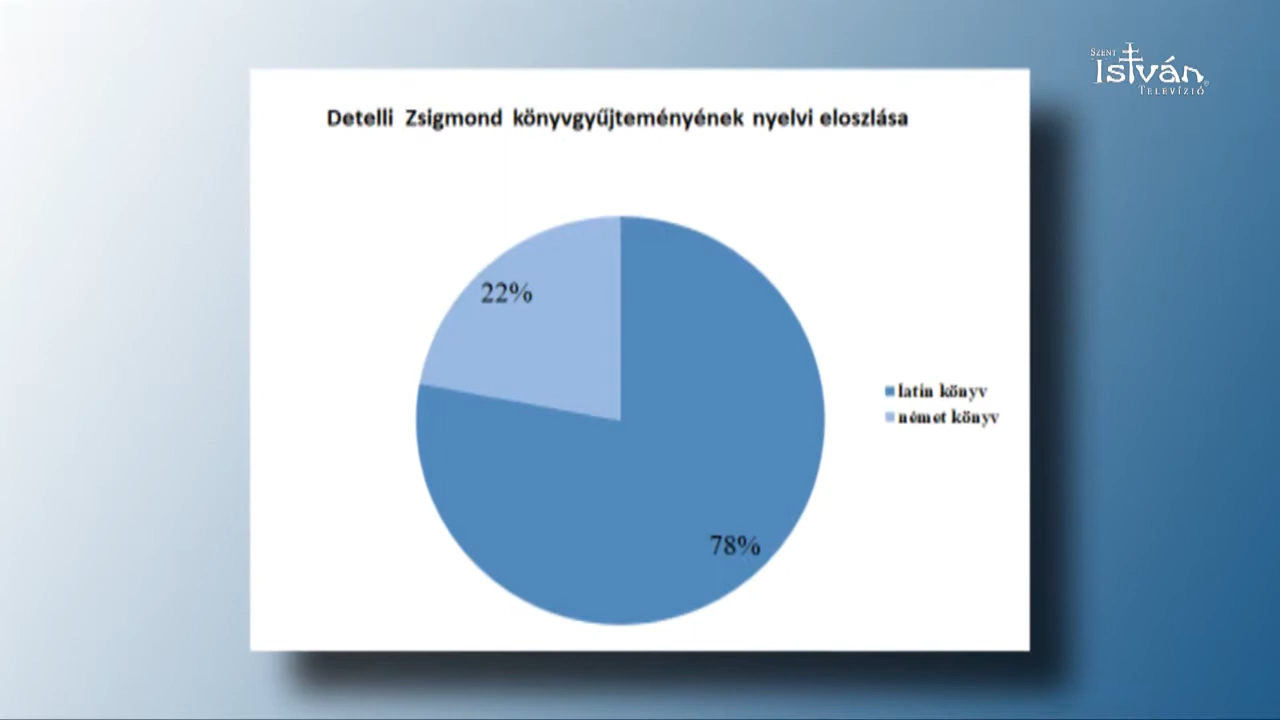 Szent
István
Televízió
Detelli Zsigmond könyvgyűjteményének nyelvi eloszlása
22%
latin könyv
német könyv
78%